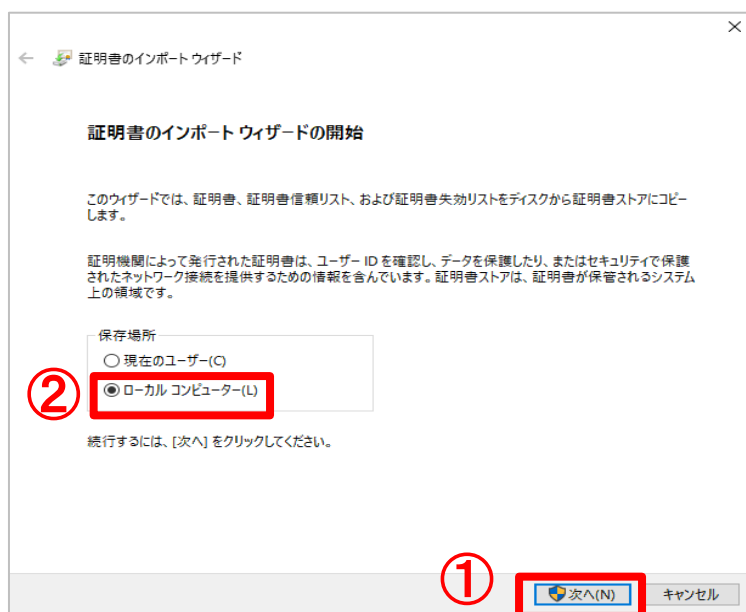 証明書のインポート ウィザード
証明書のインポート ウィザードの開始
このウィザードでは、証明書、証明書信頼リスト、および証明書失効リストをディスクから証明書ストアにコピー
します。
証明機関によって発行された証明書は、ユーザー ID を確認し、データを保護したり、またはセキュリティで保護
されたネットワーク接続を提供するための情報を含んでいます。証明書ストアは、証明書が保管されるシステム
上の領域です。
保存場所
現在のユーザー(C)
② ローカル コンピューター(L)
続行するには、[次へ] をクリックしてください。
① 次へ(N) キャンセル